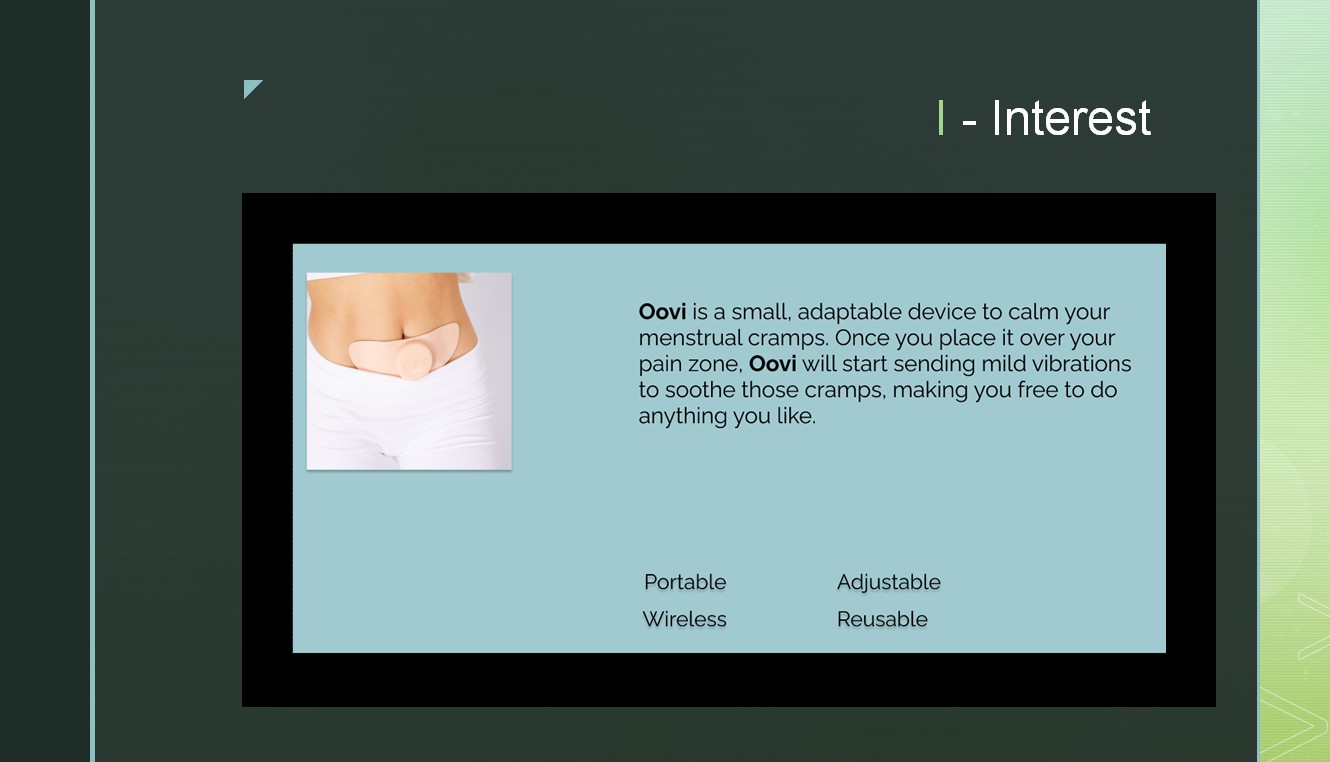 I - Interest
Oovi is a small, adaptable device to calm your
menstrual cramps. Once you place it over your
pain zone, Oovi will start sending mild vibrations
to soothe those cramps, making you free to do
anything you like.
Portable Adjustable
Wireless Reusable